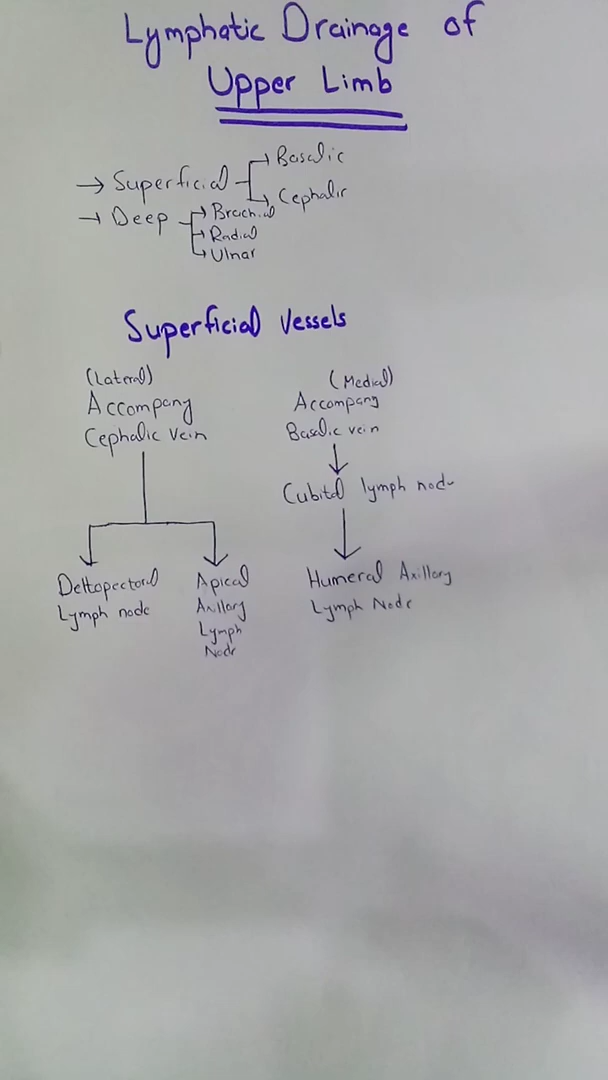 Lymphatic Drainage of
Upper Limb
→ Superficial
Basalic
Cephalic
→ Deep
Brachial
Radial
Ulnar
Superficial Vessels
(Lateral)
Accompany
Cephalic vein
Deltopectoral
Lymph node
Apical
Axillary
Lymph
Node
(Medial)
Accompany
Basalic vein
Cubital lymph node
Humeral Axillary
Lymph Node